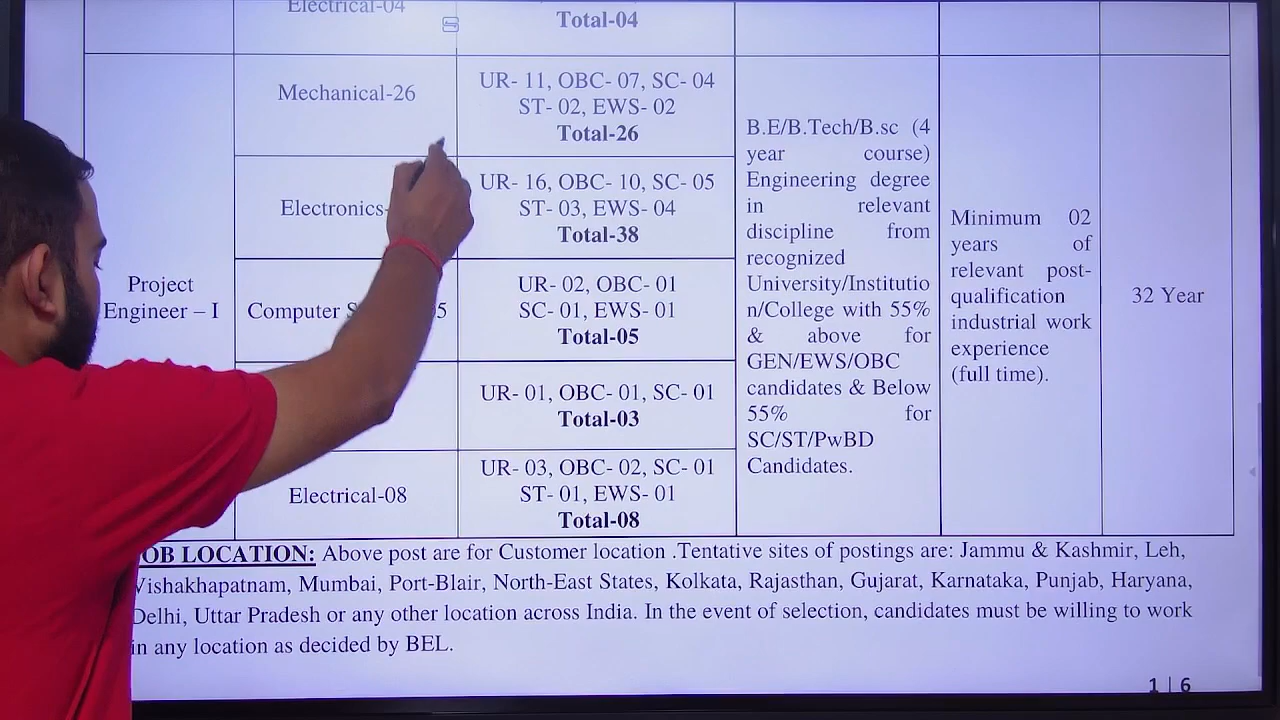 Electrical-04
Total-04
Project
Engineer – I
Mechanical-26
UR- 11, OBC- 07, SC- 04
ST- 02, EWS- 02
Total-26
Electronics-
UR- 16, OBC- 10, SC- 05
ST- 03, EWS- 04
Total-38
Computer S 05
UR- 02, OBC- 01
SC- 01, EWS- 01
Total-05
UR- 01, OBC- 01, SC- 01
Total-03
Electrical-08
UR- 03, OBC- 02, SC- 01
ST- 01, EWS- 01
Total-08
B.E/B.Tech/B.sc (4
year course)
Engineering degree
in relevant
discipline from
recognized
University/Institutio
n/College with 55%
& above for
GEN/EWS/OBC
candidates & Below
55% for
SC/ST/PwBD
Candidates.
Minimum 02
years of
relevant post-
qualification
industrial work
experience
(full time).
32 Year
OB LOCATION: Above post are for Customer location .Tentative sites of postings are: Jammu & Kashmir, Leh,
Vishakhapatnam, Mumbai, Port-Blair, North-East States, Kolkata, Rajasthan, Gujarat, Karnataka, Punjab, Haryana,
Delhi, Uttar Pradesh or any other location across India. In the event of selection, candidates must be willing to work
in any location as decided by BEL.
1 | 6